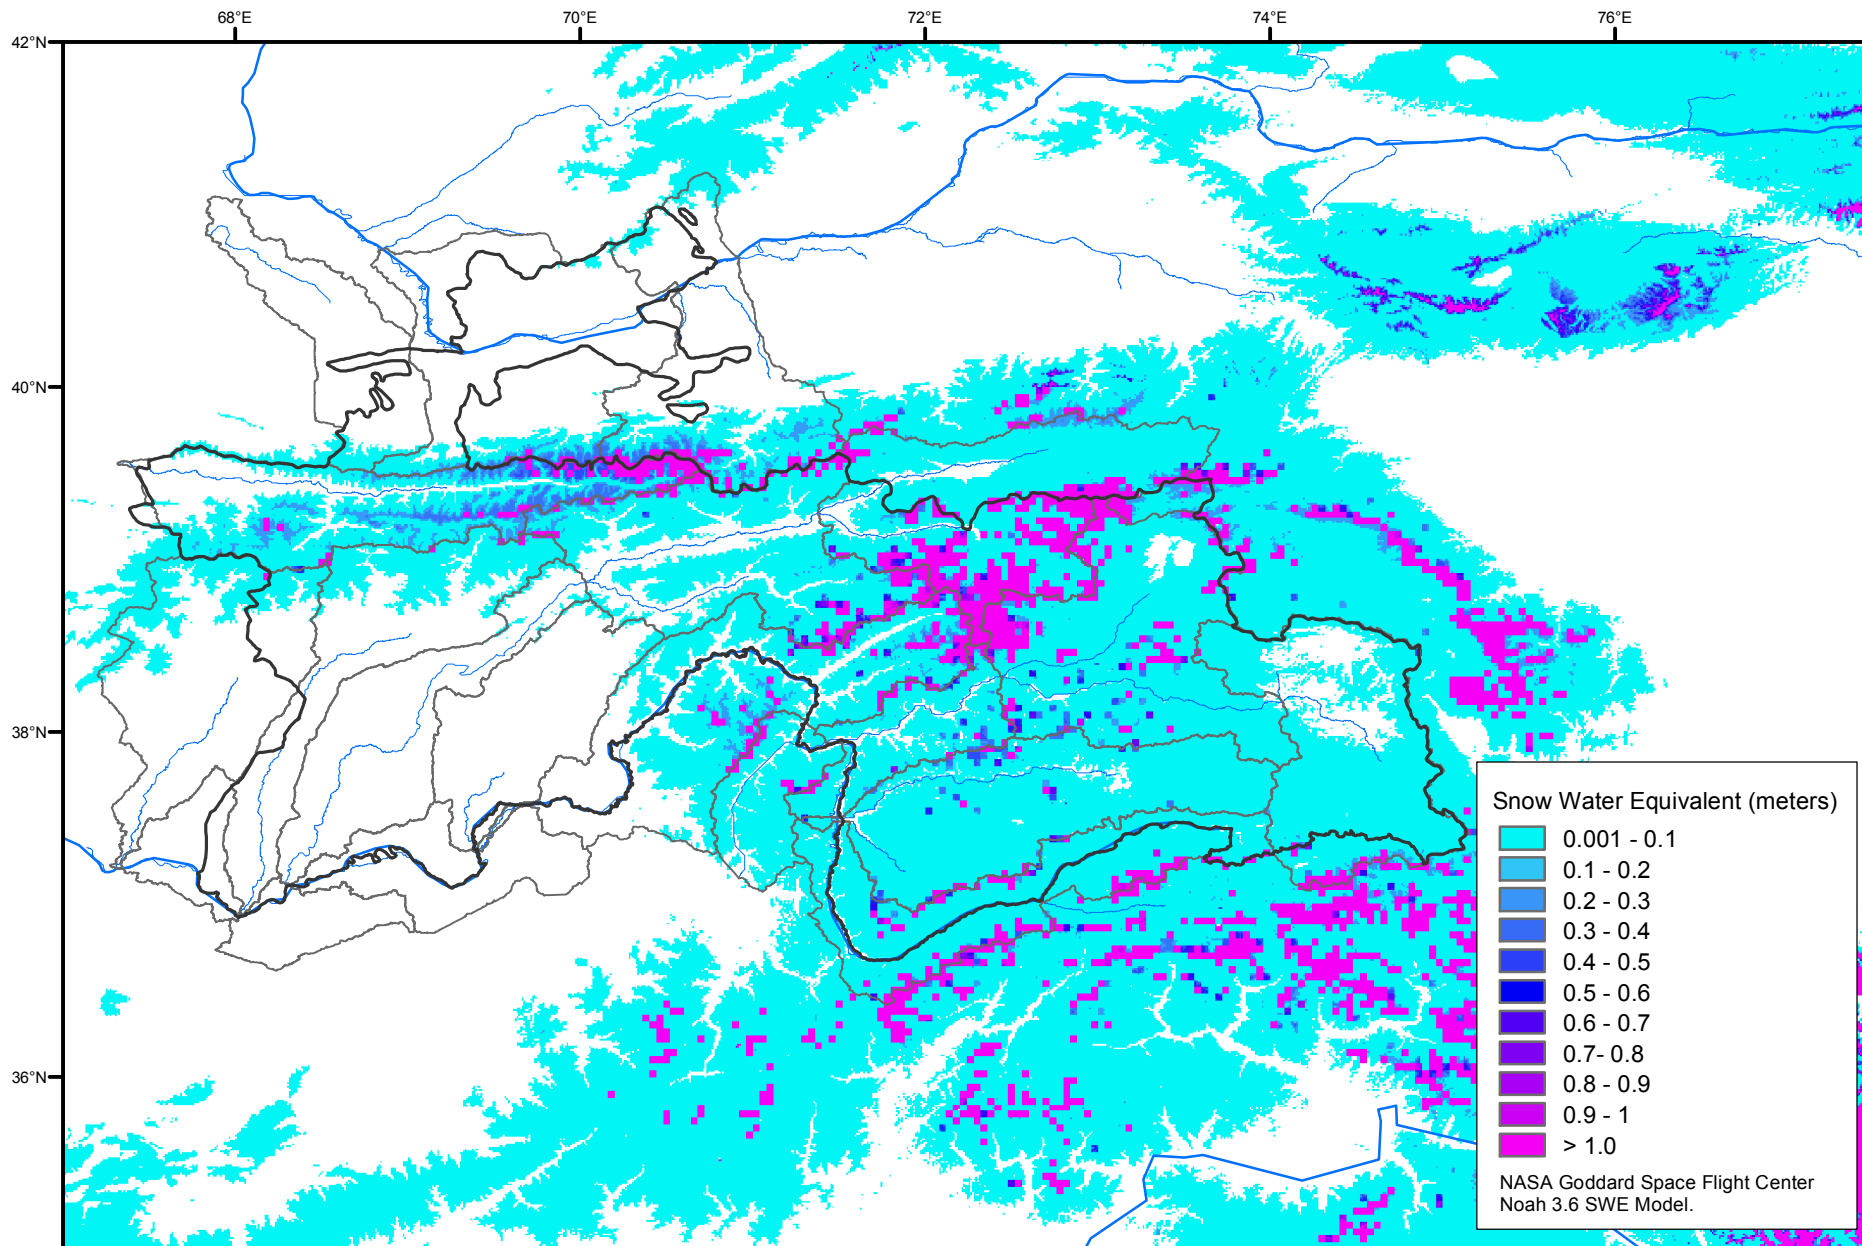 68°E
70°E
72°E
74°E
76°E
42°N
40°N
38°N
36°N
Snow Water Equivalent (meters)
0.001 - 0.1
0.1 - 0.2
0.2 - 0.3
0.3 - 0.4
0.4 - 0.5
0.5 - 0.6
0.6 - 0.7
0.7- 0.8
0.8 - 0.9
0.9 - 1
> 1.0
NASA Goddard Space Flight Center
Noah 3.6 SWE Model.